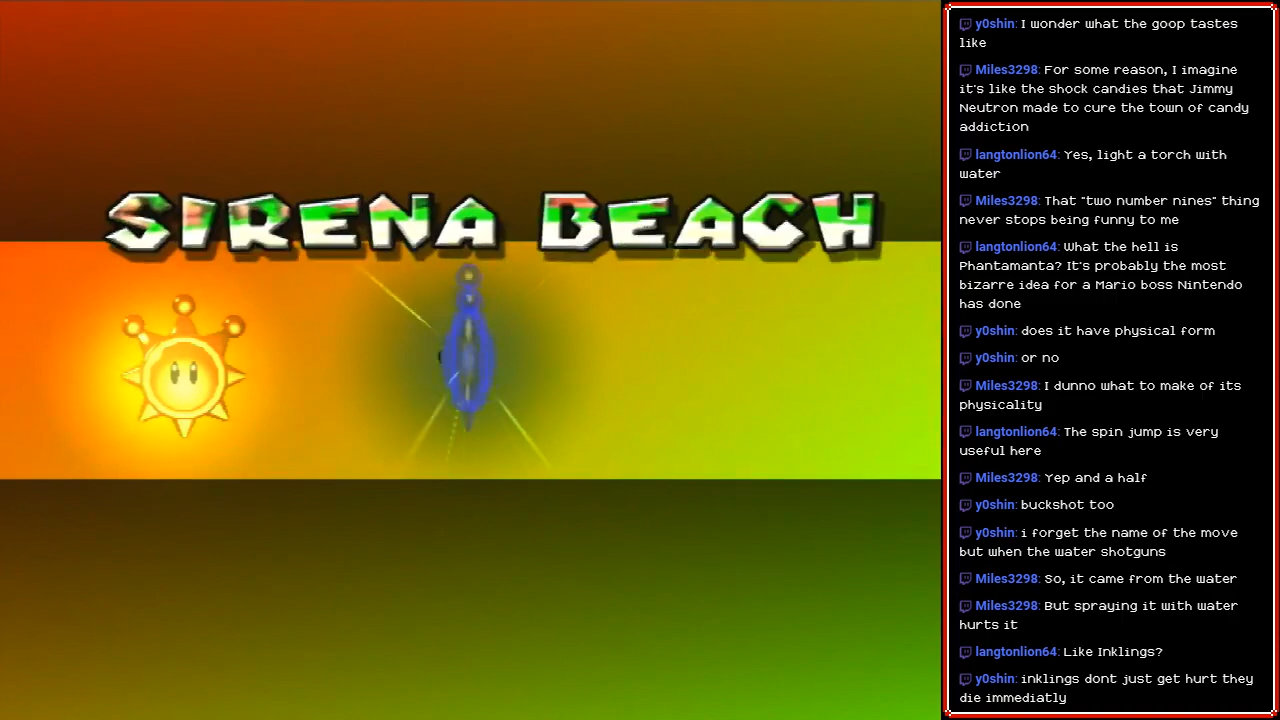 SIRENA BEACH
y0shin: I wonder what the goop tastes
like
Miles3298: For some reason, I imagine
it's like the shock candies that Jimmy
Neutron made to cure the town of candy
addiction
langtonlion64: Yes, light a torch with
water
Miles3298: That "two number nines" thing
never stops being funny to me
langtonlion64: What the hell is
Phantamanta? It's probably the most
bizarre idea for a Mario boss Nintendo
has done
y0shin: does it have physical form
y0shin: or no
Miles3298: I dunno what to make of its
physicality
langtonlion64: The spin jump is very
useful here
Miles3298: Yep and a half
y0shin: buckshot too
y0shin: i forget the name of the move
but when the water shotguns
Miles3298: So, it came from the water
Miles3298: But spraying it with water
hurts it
langtonlion64: Like Inklings?
y0shin: inklings dont just get hurt they
die immediatly